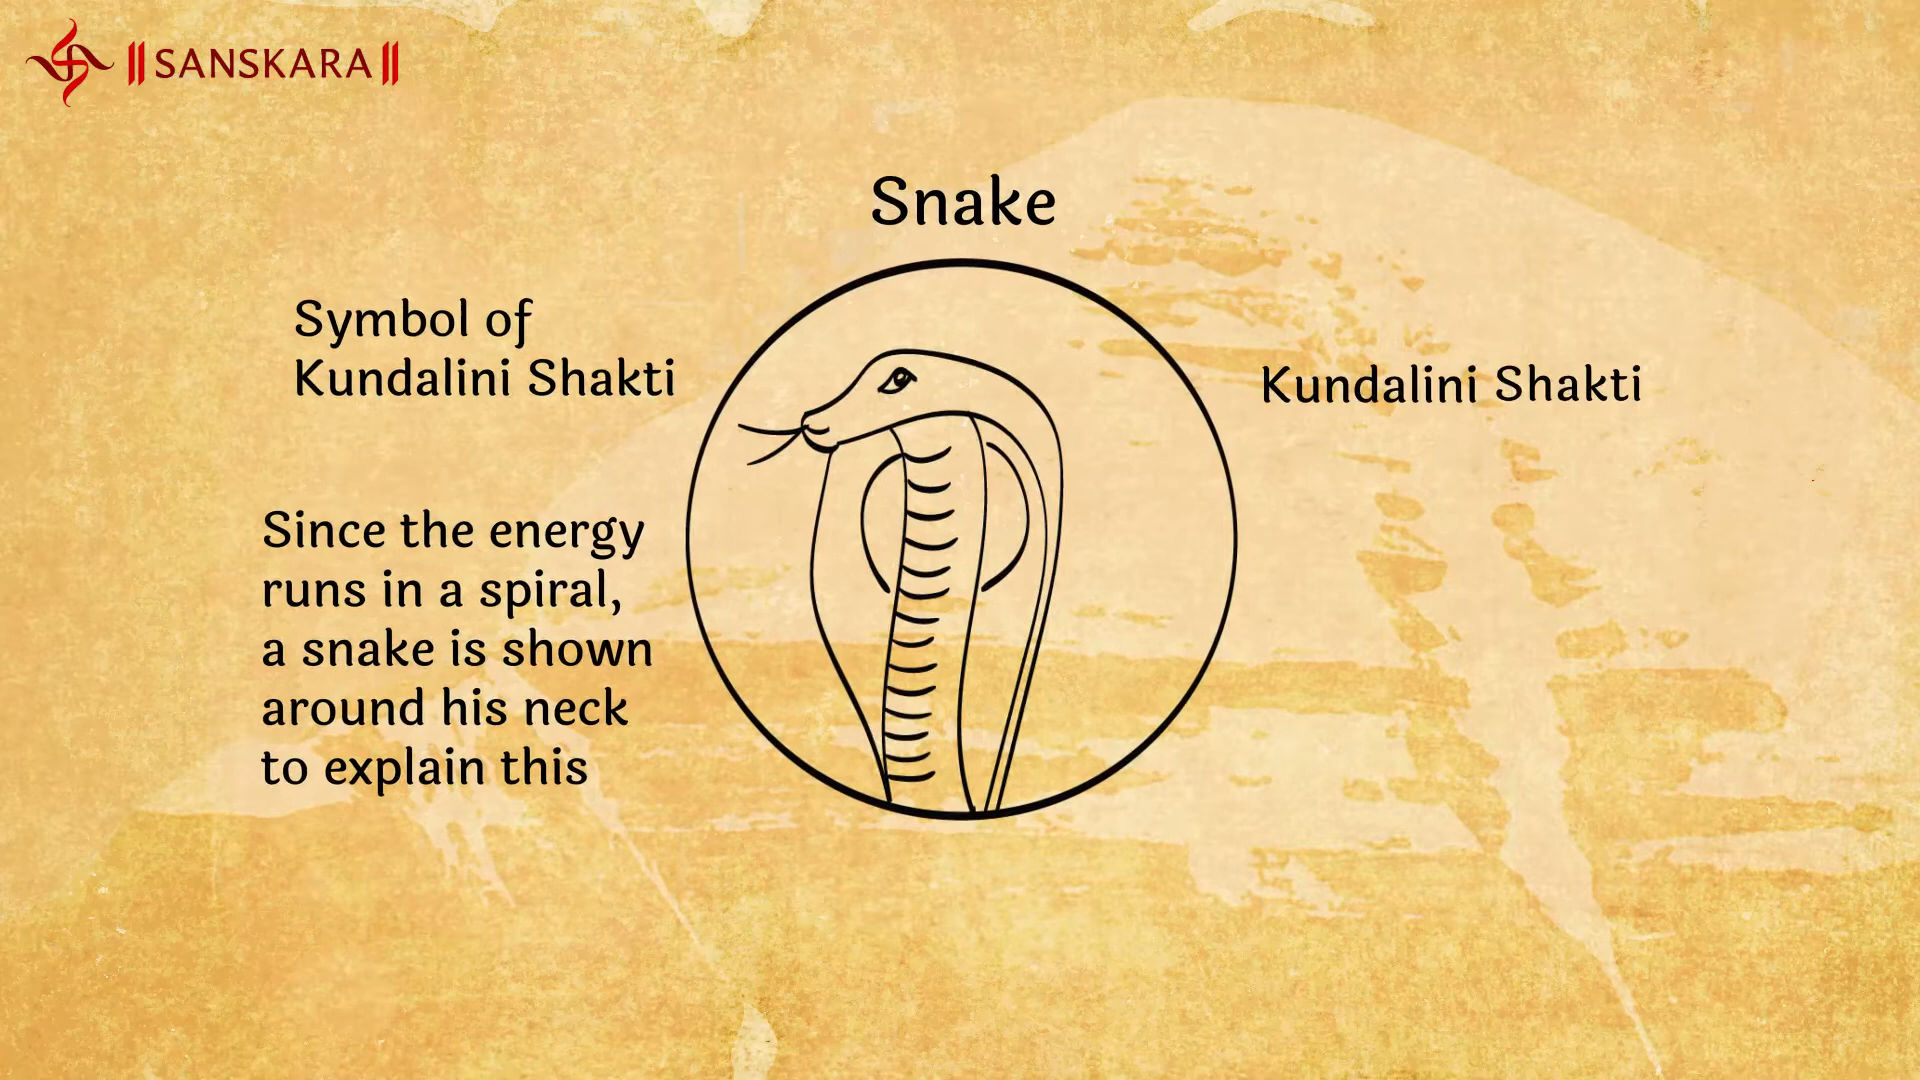 ||SANSKARA||
Snake
Symbol of
Kundalini Shakti
Kundalini Shakti
Since the energy
runs in a spiral,
a snake is shown
around his neck
to explain this